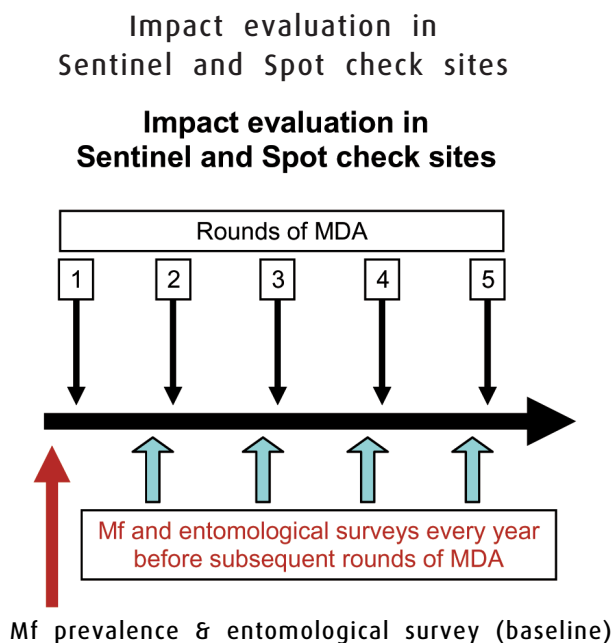 Impact evaluation in
Sentinel and Spot check sites
Impact evaluation in
Sentinel and Spot check sites
Rounds of MDA
1 2 3 4 5
Mf and entomological surveys every year
before subsequent rounds of MDA
Mf prevalence & entomological survey (baseline)